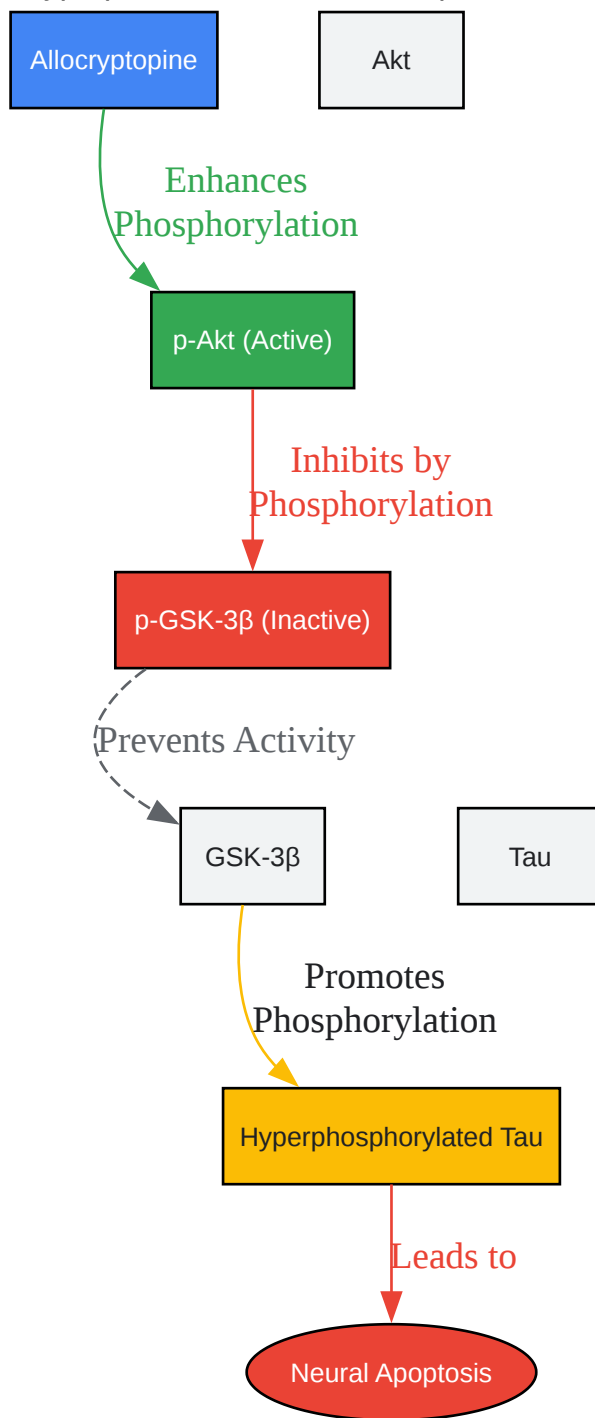 Allocryptopine
Akt
Enhances
Phosphorylation
p-Akt (Active)
Inhibits by
Phosphorylation
p-GSK-3β (Inactive)
Prevents Activity
GSK-3β
Tau
Promotes
Phosphorylation
Hyperphosphorylated Tau
Leads to
Neural Apoptosis